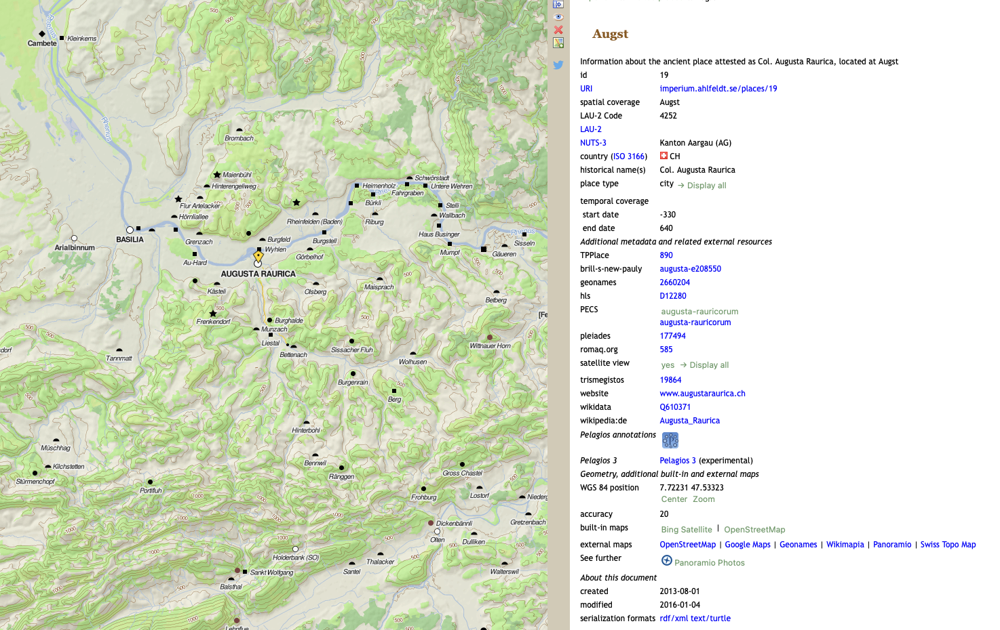 Rhenus
Cambete
Kleinkems
500
500
500
500
500
1000
Rhenus
Brombach
Maienbühl
Hinterengeliweg
Flur Artelacker
Hörnliallee
Schwörstadt
Heimenholz
Untere Wehren
Fahrgraben
Bürkli
Stelli
Wallbach
Rheinfelden (Baden)
Riburg
BASILIA
Grenzach
Burgfeld
Wyhlen
Burgstell
Haus Businger
Rhenus
Sisseln
Arialbinnum
Au-Hard
Görbelhof
Mumpf
Gäueren
AUGUSTA RAURICA
Kästeli
Olsberg
Maisprach
Betberg
Frenkendorf
Burghalde
Munzach
Liestal
Bettenach
Sissacher Fluh
Wittnauer Horn
[Fe
sdorf
Tannmatt
Wolhusen
Burgenrain
Berg
Hinterbohl
Müschhag
Kilchstetten
Stürmenchopf
Portifluh
Bennwil
Ränggen
Gross Chastel
Frohburg
Lostorf
Niederg
Gretzenbach
Dickenbännli
Olten
Dulliken
Holderbank (SO)
Thalacker
Santel
Walterswil
Sankt Wolfgang
Balsthal
Lehnflue
Augst
Information about the ancient place attested as Col. Augusta Raurica, located at Augst
id 19
URI imperium.ahlfeldt.se/places/19
spatial coverage Augst
LAU-2 Code 4252
LAU-2
NUTS-3 Kanton Aargau (AG)
country (ISO 3166) CH
historical name(s) Col. Augusta Raurica
place type city → Display all
temporal coverage
start date -330
end date 640
Additional metadata and related external resources
TPPlace 890
brill-s-new-pauly augusta-e208550
geonames 2660204
hls D12280
PECS augusta-rauricorum
augusta-rauricorum
pleiades 177494
romaq.org 585
satellite view yes → Display all
trismegistos 19864
website www.augustaraurica.ch
wikidata Q610371
wikipedia:de Augusta_Raurica
Pelagios annotations
Pelagios 3 Pelagios 3 (experimental)
Geometry, additional built-in and external maps
WGS 84 position 7.72231 47.53323
Center Zoom
accuracy 20
built-in maps Bing Satellite | OpenStreetMap
external maps OpenStreetMap | Google Maps | Geonames | Wikimapia | Panoramio | Swiss Topo Map
See further Panoramio Photos
About this document
created 2013-08-01
modified 2016-01-04
serialization formats rdf/xml text/turtle